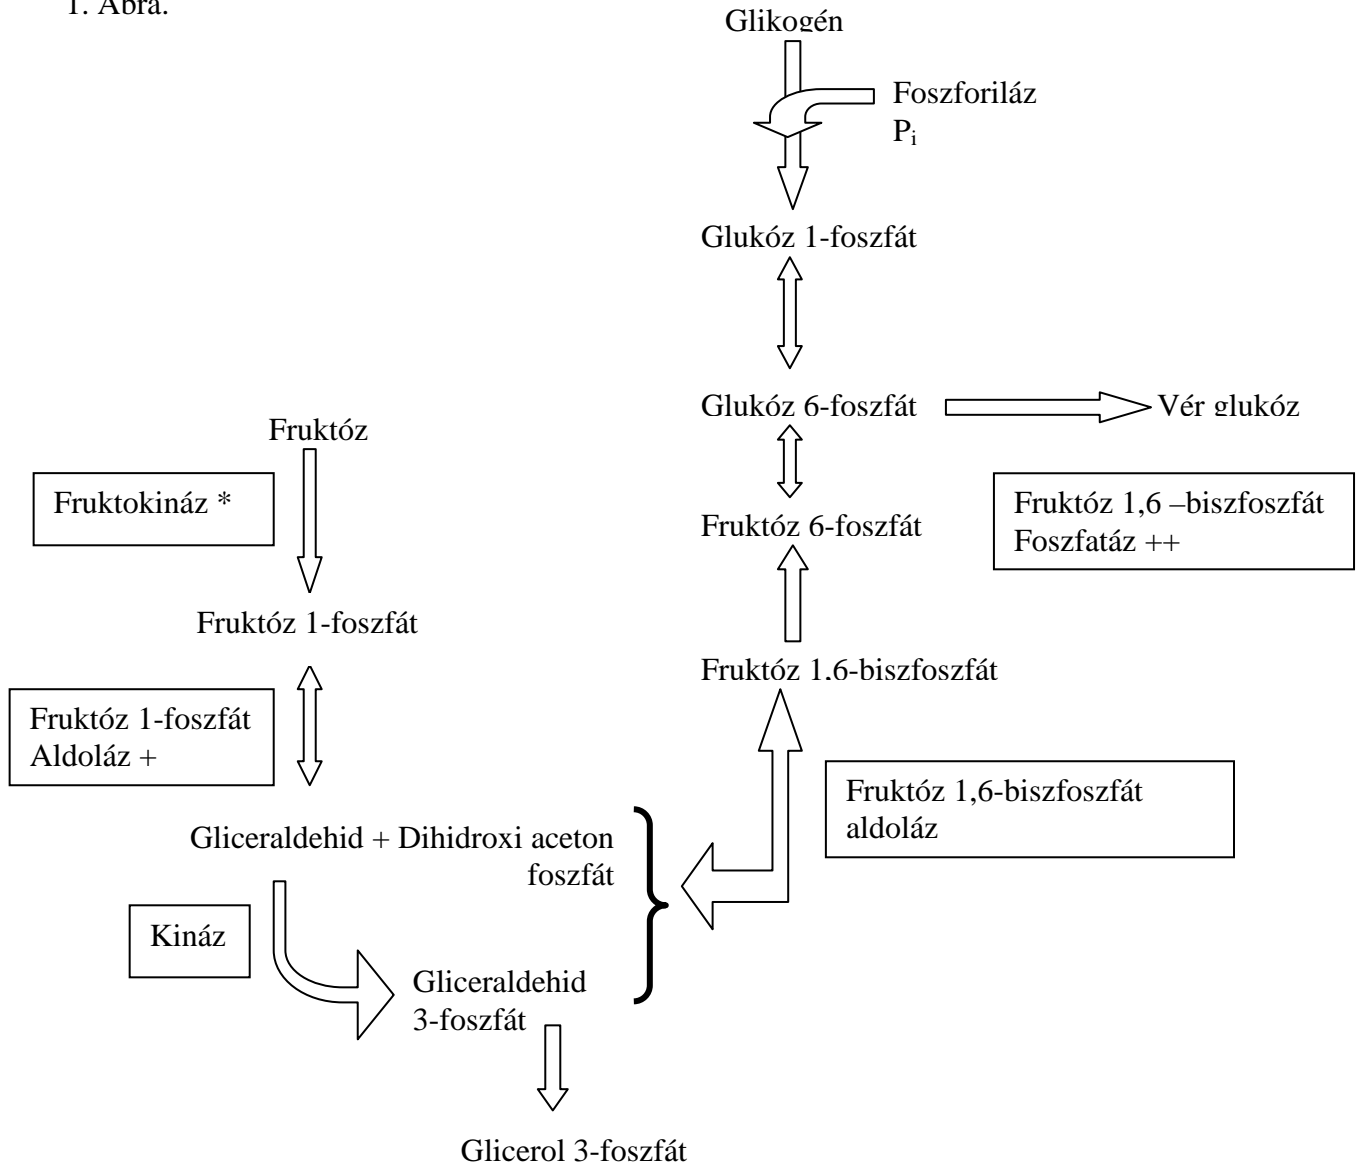 1. Ábra.
Glikogén
Foszforiláz
Pi
Glukóz 1-foszfát
Glukóz 6-foszfát
Vér glukóz
Fruktóz
Fruktokináz *
Fruktóz 1,6 –biszfoszfát
Foszfatáz ++
Fruktóz 6-foszfát
Fruktóz 1-foszfát
Fruktóz 1,6-biszfoszfát
Fruktóz 1-foszfát
Aldoláz +
Fruktóz 1,6-biszfoszfát
aldoláz
Gliceraldehid + Dihidroxi aceton
foszfát
Kináz
Gliceraldehid
3-foszfát
Glicerol 3-foszfát